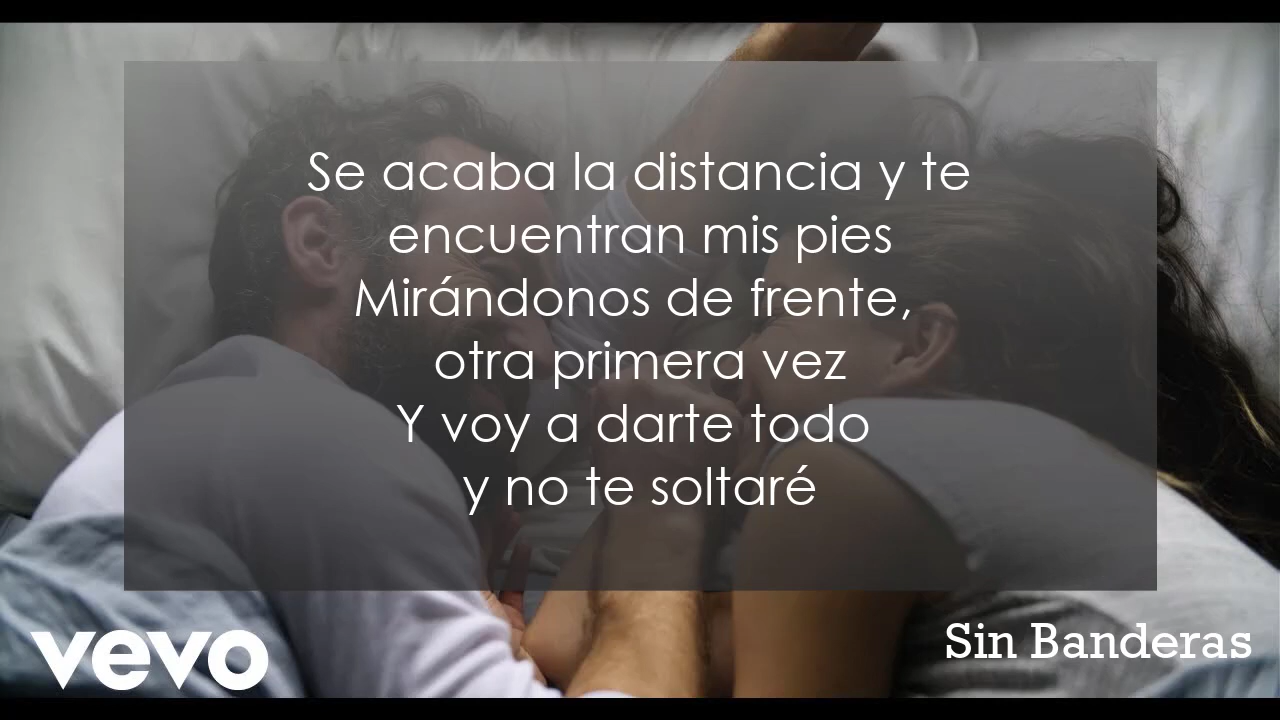 Se acaba la distancia y te
encuentran mis pies
Mirándonos de frente,
otra primera vez
Y voy a darte todo
y no te soltaré
vevo
Sin Banderas